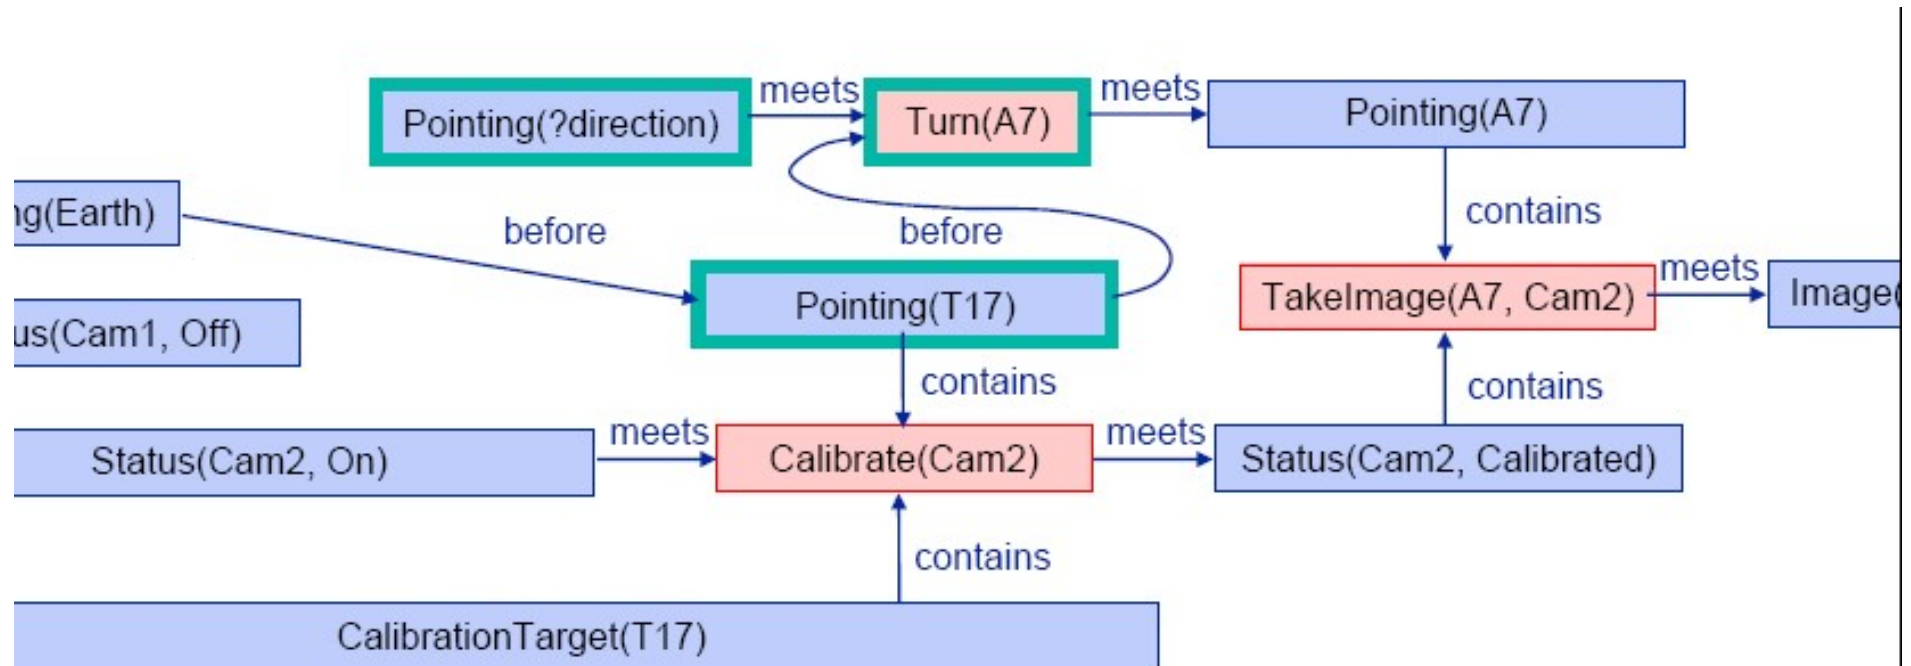 meets
meets
Pointing(?direction)
Turn(A7)
Pointing(A7)
ng(Earth)
before
before
contains
Pointing(T17)
meets
TakeImage(A7, Cam2)
Image(
us(Cam1, Off)
contains
contains
meets
meets
Status(Cam2, On)
Calibrate(Cam2)
Status(Cam2, Calibrated)
contains
CalibrationTarget(T17)